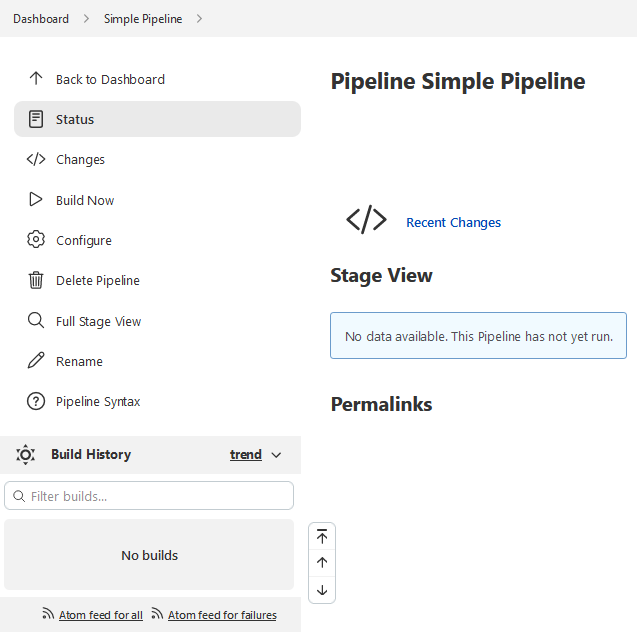 Dashboard
Simple Pipeline
Back to Dashboard
Status
Changes
Build Now
Configure
Delete Pipeline
Full Stage View
Rename
Pipeline Syntax
Build History
trend
Filter builds...
No builds
Atom feed for all
Atom feed for failures
Pipeline Simple Pipeline
Recent Changes
Stage View
No data available. This Pipeline has not yet run.
Permalinks